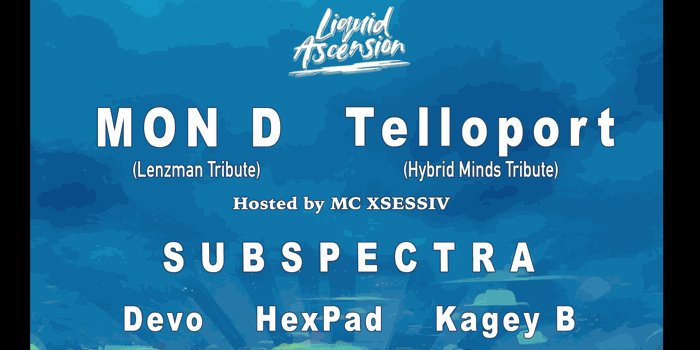 Liquid
Ascension
MON D Telloport
(Lenzman Tribute) (Hybrid Minds Tribute)
Hosted by MC XSESSIV
SUBSPECTRA
Devo HexPad Kagey B